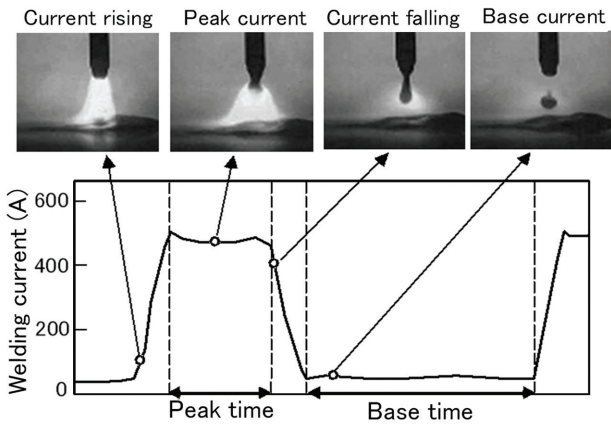 Current rising
Peak current
Current falling
Base current
Welding current (A)
600
400
200
0
Peak time
Base time